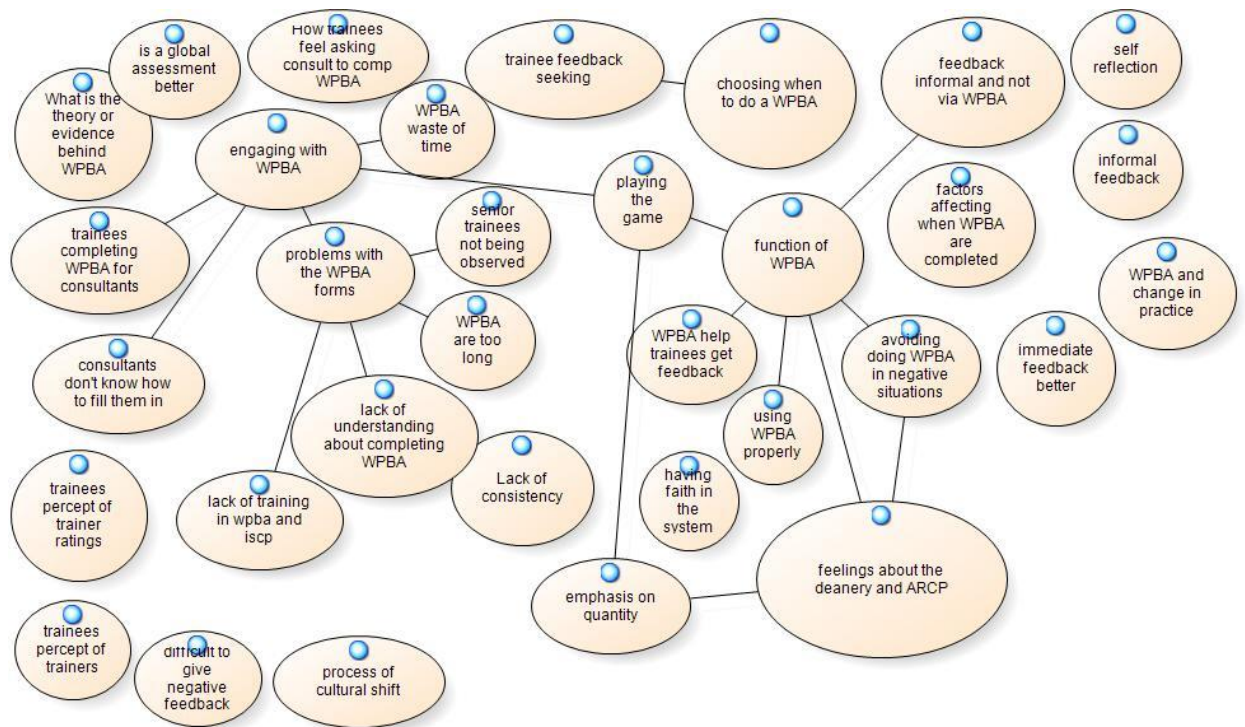 is a global
assessment
better
How trainees
feel asking
consult to comp
WPBA
trainee feedback
seeking
choosing when
to do a WPBA
feedback
informal and not
via WPBA
self
reflection
What is the
theory or
evidence
behind
WPBA
engaging with
WPBA
WPBA
waste of
time
playing
the
game
informal
feedback
trainees
completing
WPBA for
consultants
problems with
the WPBA
forms
senior
trainees
not being
observed
function of
WPBA
factors
affecting
when WPBA
are
completed
WPBA and
change in
practice
consultants
don't know how
to fill them in
WPBA
are too
long
WPBA help
trainees get
feedback
avoiding
doing WPBA
in negative
situations
immediate
feedback
better
lack of
understanding
about completing
WPBA
using
WPBA
properly
trainees
percept of
trainer
ratings
lack of training
in wpba and
iscp
Lack of
consistency
having
faith in
the
system
feelings about the
deanery and ARCP
emphasis on
quantity
trainees
percept of
trainers
difficult to
give
negative
feedback
process of
cultural shift